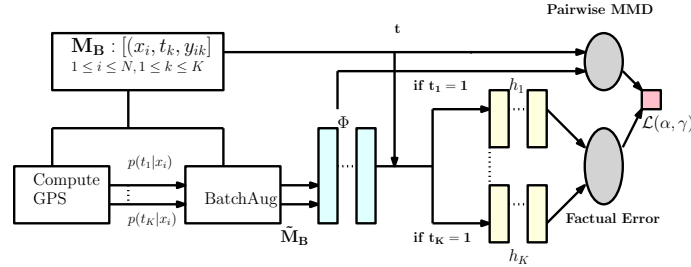 Pairwise MMD
t
M_B : [(x_i, t_k, y_ik]
1 ≤ i ≤ N, 1 ≤ k ≤ K
if t_1 = 1
h_1
Φ
L(α, γ)
Compute
GPS
p(t_1|x_i)
p(t_K|x_i)
BatchAug
M̃_B
if t_K = 1
h_K
Factual Error